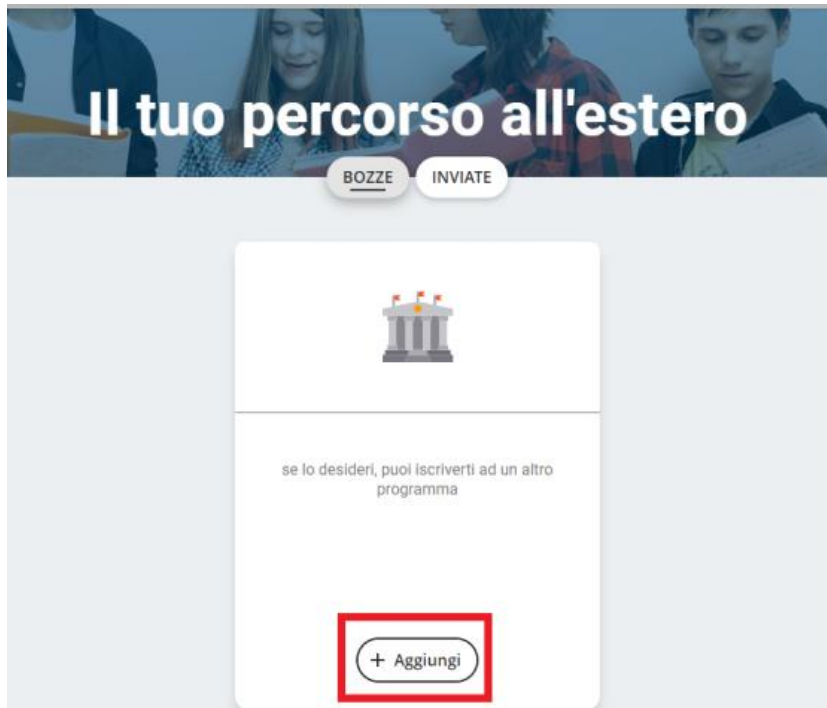 Il tuo percorso all'estero
BOZZE INVIATE
se lo desideri, puoi iscriverti ad un altro
programma
+ Aggiungi